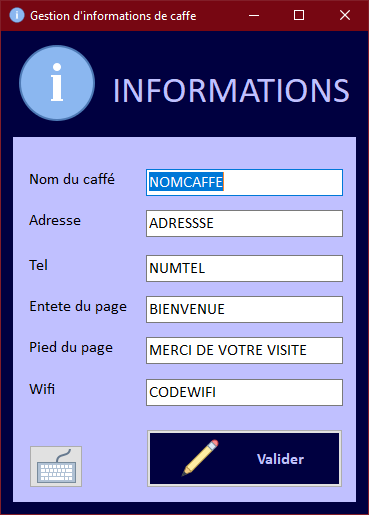 Gestion d'informations de caffe
INFORMATIONS
Nom du caffé NOMCAFFE
Adresse ADRESSSE
Tel NUMTEL
Entete du page BIENVENUE
Pied du page MERCI DE VOTRE VISITE
Wifi CODEWIFI
Valider